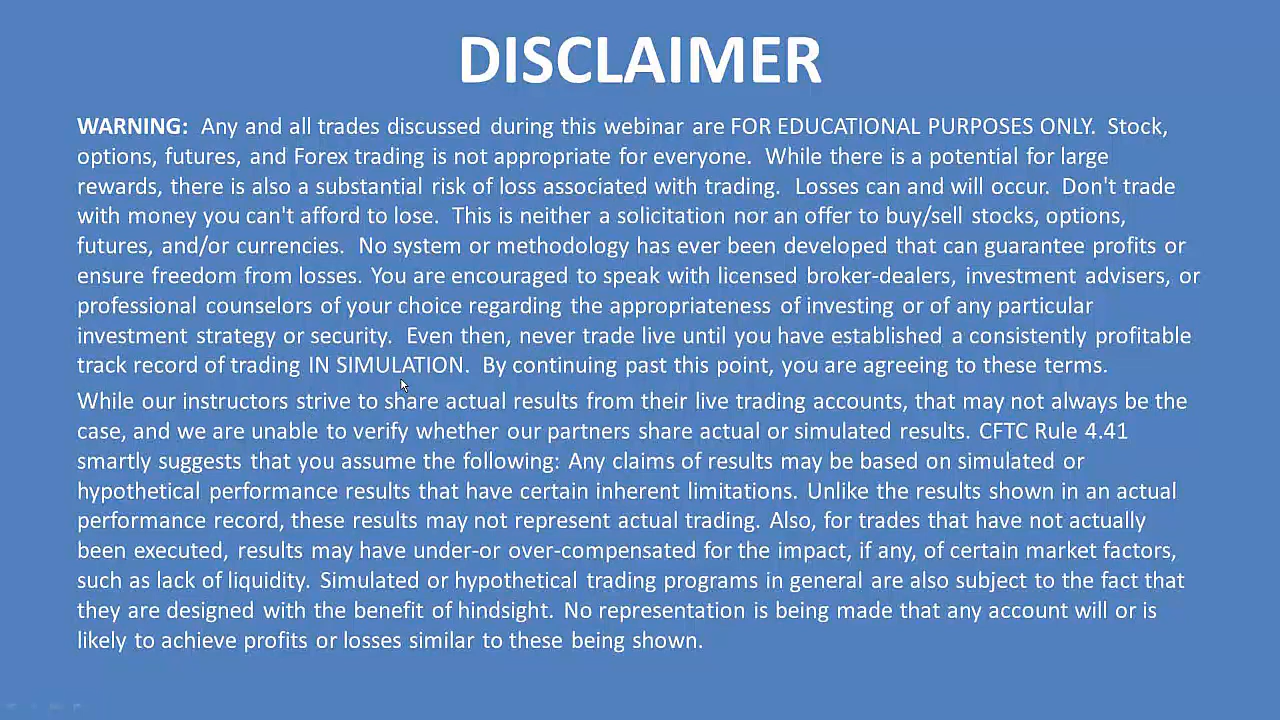 DISCLAIMER
WARNING: Any and all trades discussed during this webinar are FOR EDUCATIONAL PURPOSES ONLY. Stock,
options, futures, and Forex trading is not appropriate for everyone. While there is a potential for large
rewards, there is also a substantial risk of loss associated with trading. Losses can and will occur. Don't trade
with money you can't afford to lose. This is neither a solicitation nor an offer to buy/sell stocks, options,
futures, and/or currencies. No system or methodology has ever been developed that can guarantee profits or
ensure freedom from losses. You are encouraged to speak with licensed broker-dealers, investment advisers, or
professional counselors of your choice regarding the appropriateness of investing or of any particular
investment strategy or security. Even then, never trade live until you have established a consistently profitable
track record of trading IN SIMULATION. By continuing past this point, you are agreeing to these terms.
While our instructors strive to share actual results from their live trading accounts, that may not always be the
case, and we are unable to verify whether our partners share actual or simulated results. CFTC Rule 4.41
smartly suggests that you assume the following: Any claims of results may be based on simulated or
hypothetical performance results that have certain inherent limitations. Unlike the results shown in an actual
performance record, these results may not represent actual trading. Also, for trades that have not actually
been executed, results may have under-or over-compensated for the impact, if any, of certain market factors,
such as lack of liquidity. Simulated or hypothetical trading programs in general are also subject to the fact that
they are designed with the benefit of hindsight. No representation is being made that any account will or is
likely to achieve profits or losses similar to these being shown.